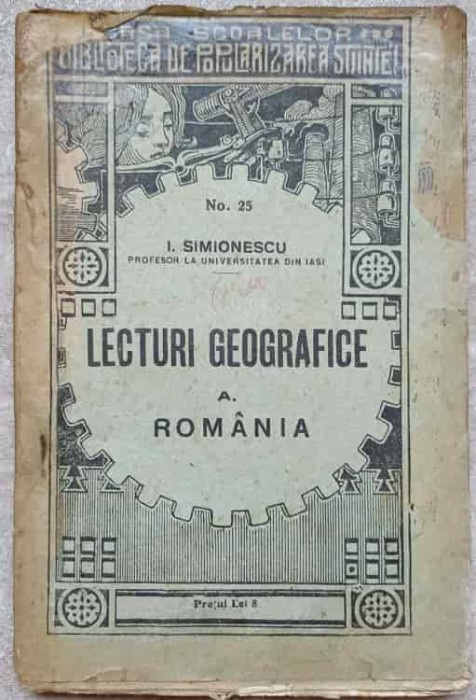 CASA ȘCOALELOR
BIBLIOTECA DE POPULARIZAREA ȘTIINȚEI
No. 25
I. SIMIONESCU
PROFESOR LA UNIVERSITATEA DIN IASI
LECTURI GEOGRAFICE
A.
ROMÂNIA
Prețul Lei 8